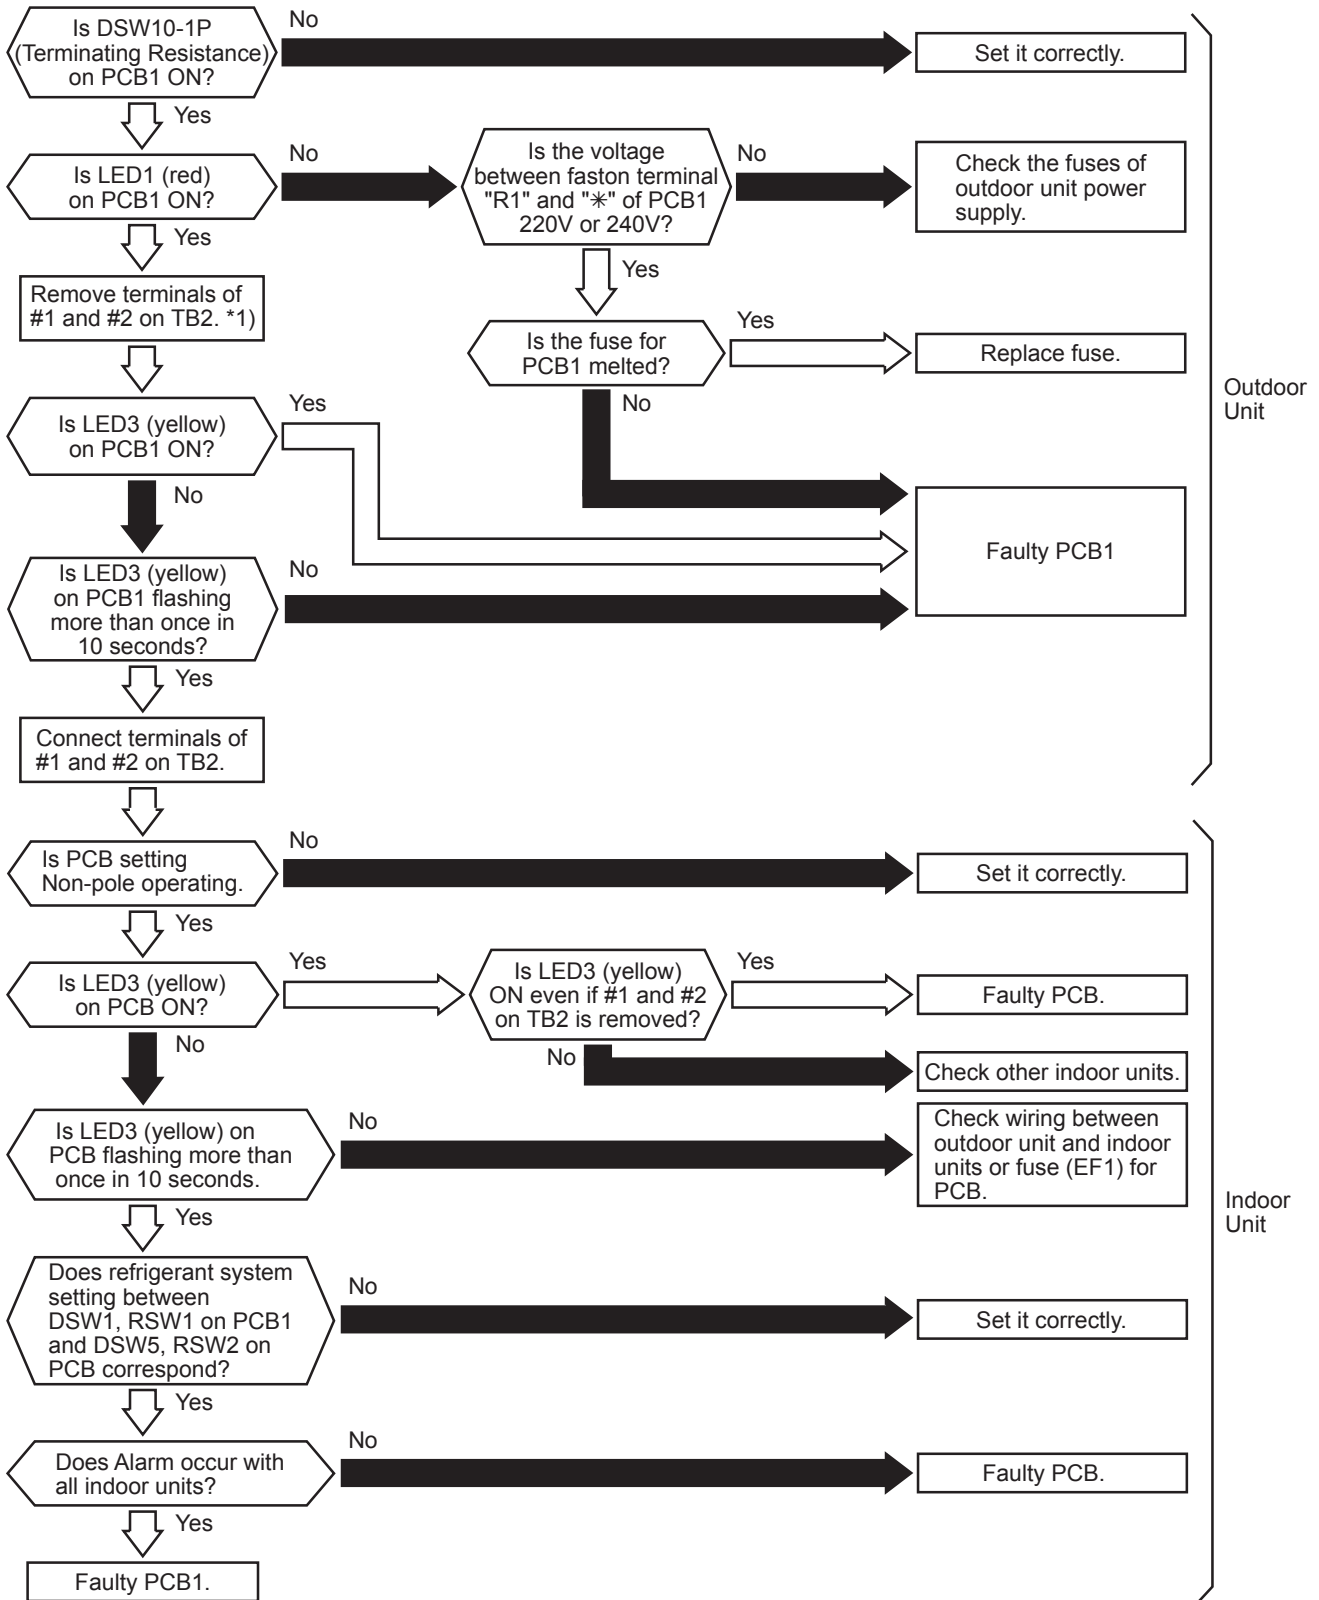 Is DSW10-1P
(Terminating Resistance)
on PCB1 ON?
No
Set it correctly.
Yes
Is LED1 (red)
on PCB1 ON?
No
Is the voltage
between faston terminal
"R1" and "✳" of PCB1
220V or 240V?
No
Check the fuses of
outdoor unit power
supply.
Yes
Yes
Remove terminals of
#1 and #2 on TB2. *1)
Is the fuse for
PCB1 melted?
Yes
Replace fuse.
No
Outdoor
Unit
Is LED3 (yellow)
on PCB1 ON?
Yes
No
Faulty PCB1
Is LED3 (yellow)
on PCB1 flashing
more than once in
10 seconds?
No
Yes
Connect terminals of
#1 and #2 on TB2.
Is PCB setting
Non-pole operating.
No
Set it correctly.
Yes
Is LED3 (yellow)
on PCB ON?
Yes
Is LED3 (yellow)
ON even if #1 and #2
on TB2 is removed?
Yes
Faulty PCB.
No
No
Check other indoor units.
Is LED3 (yellow) on
PCB flashing more than
once in 10 seconds.
No
Check wiring between
outdoor unit and indoor
units or fuse (EF1) for
PCB.
Indoor
Unit
Yes
Does refrigerant system
setting between
DSW1, RSW1 on PCB1
and DSW5, RSW2 on
PCB correspond?
No
Set it correctly.
Yes
Does Alarm occur with
all indoor units?
No
Faulty PCB.
Yes
Faulty PCB1.